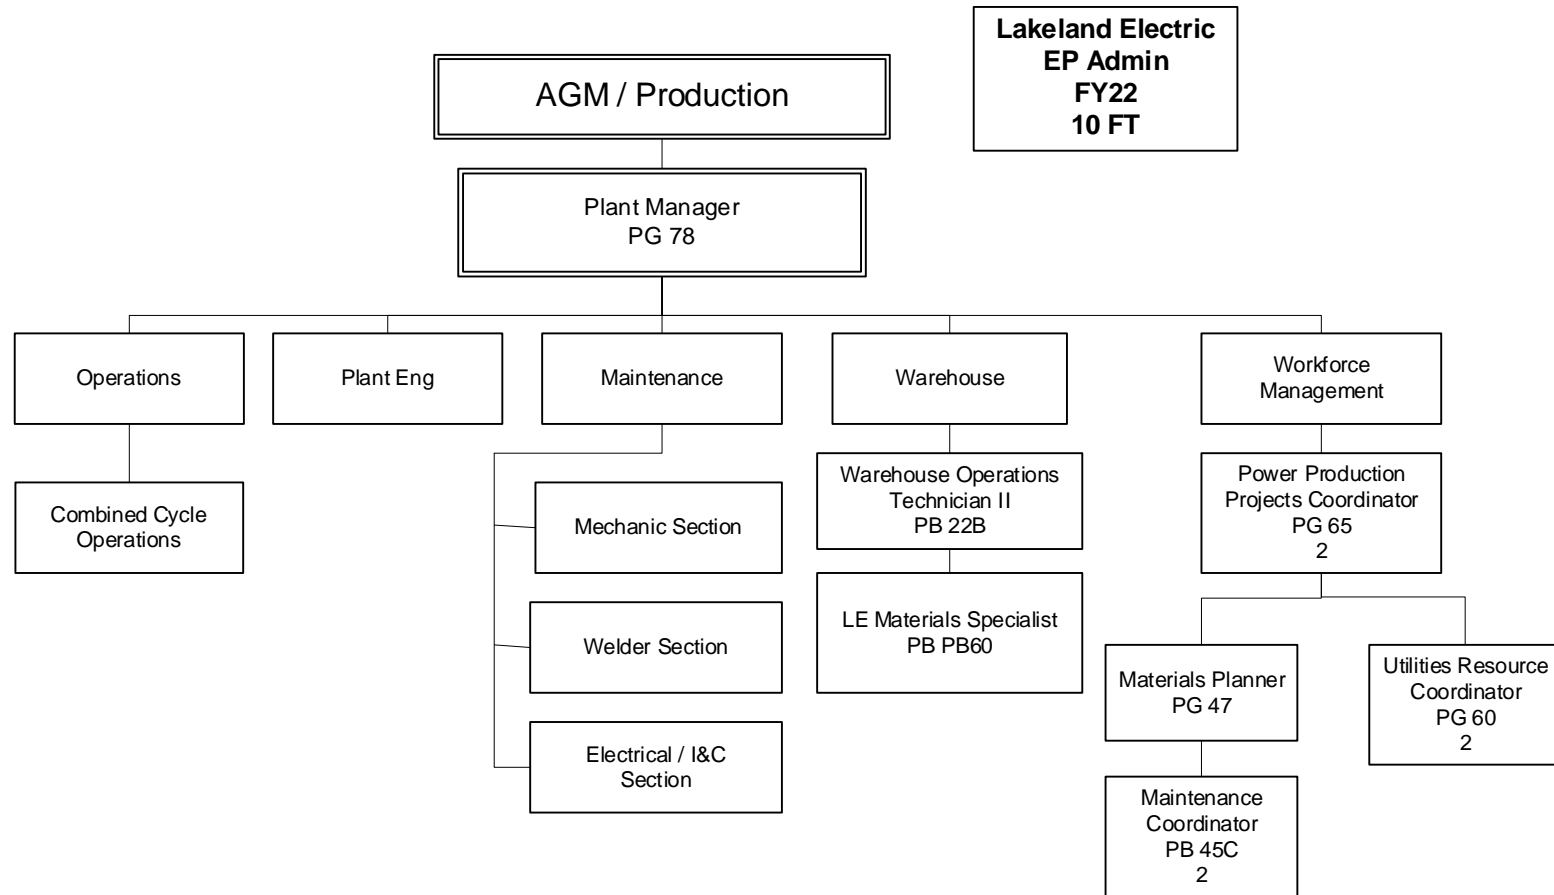 Lakeland Electric
EP Admin
FY22
10 FT
AGM / Production
Plant Manager
PG 78
Operations
Plant Eng
Maintenance
Warehouse
Workforce
Management
Combined Cycle
Operations
Mechanic Section
Welder Section
Electrical / I&C
Section
Warehouse Operations
Technician II
PB 22B
LE Materials Specialist
PB PB60
Power Production
Projects Coordinator
PG 65
2
Materials Planner
PG 47
Maintenance
Coordinator
PB 45C
2
Utilities Resource
Coordinator
PG 60
2